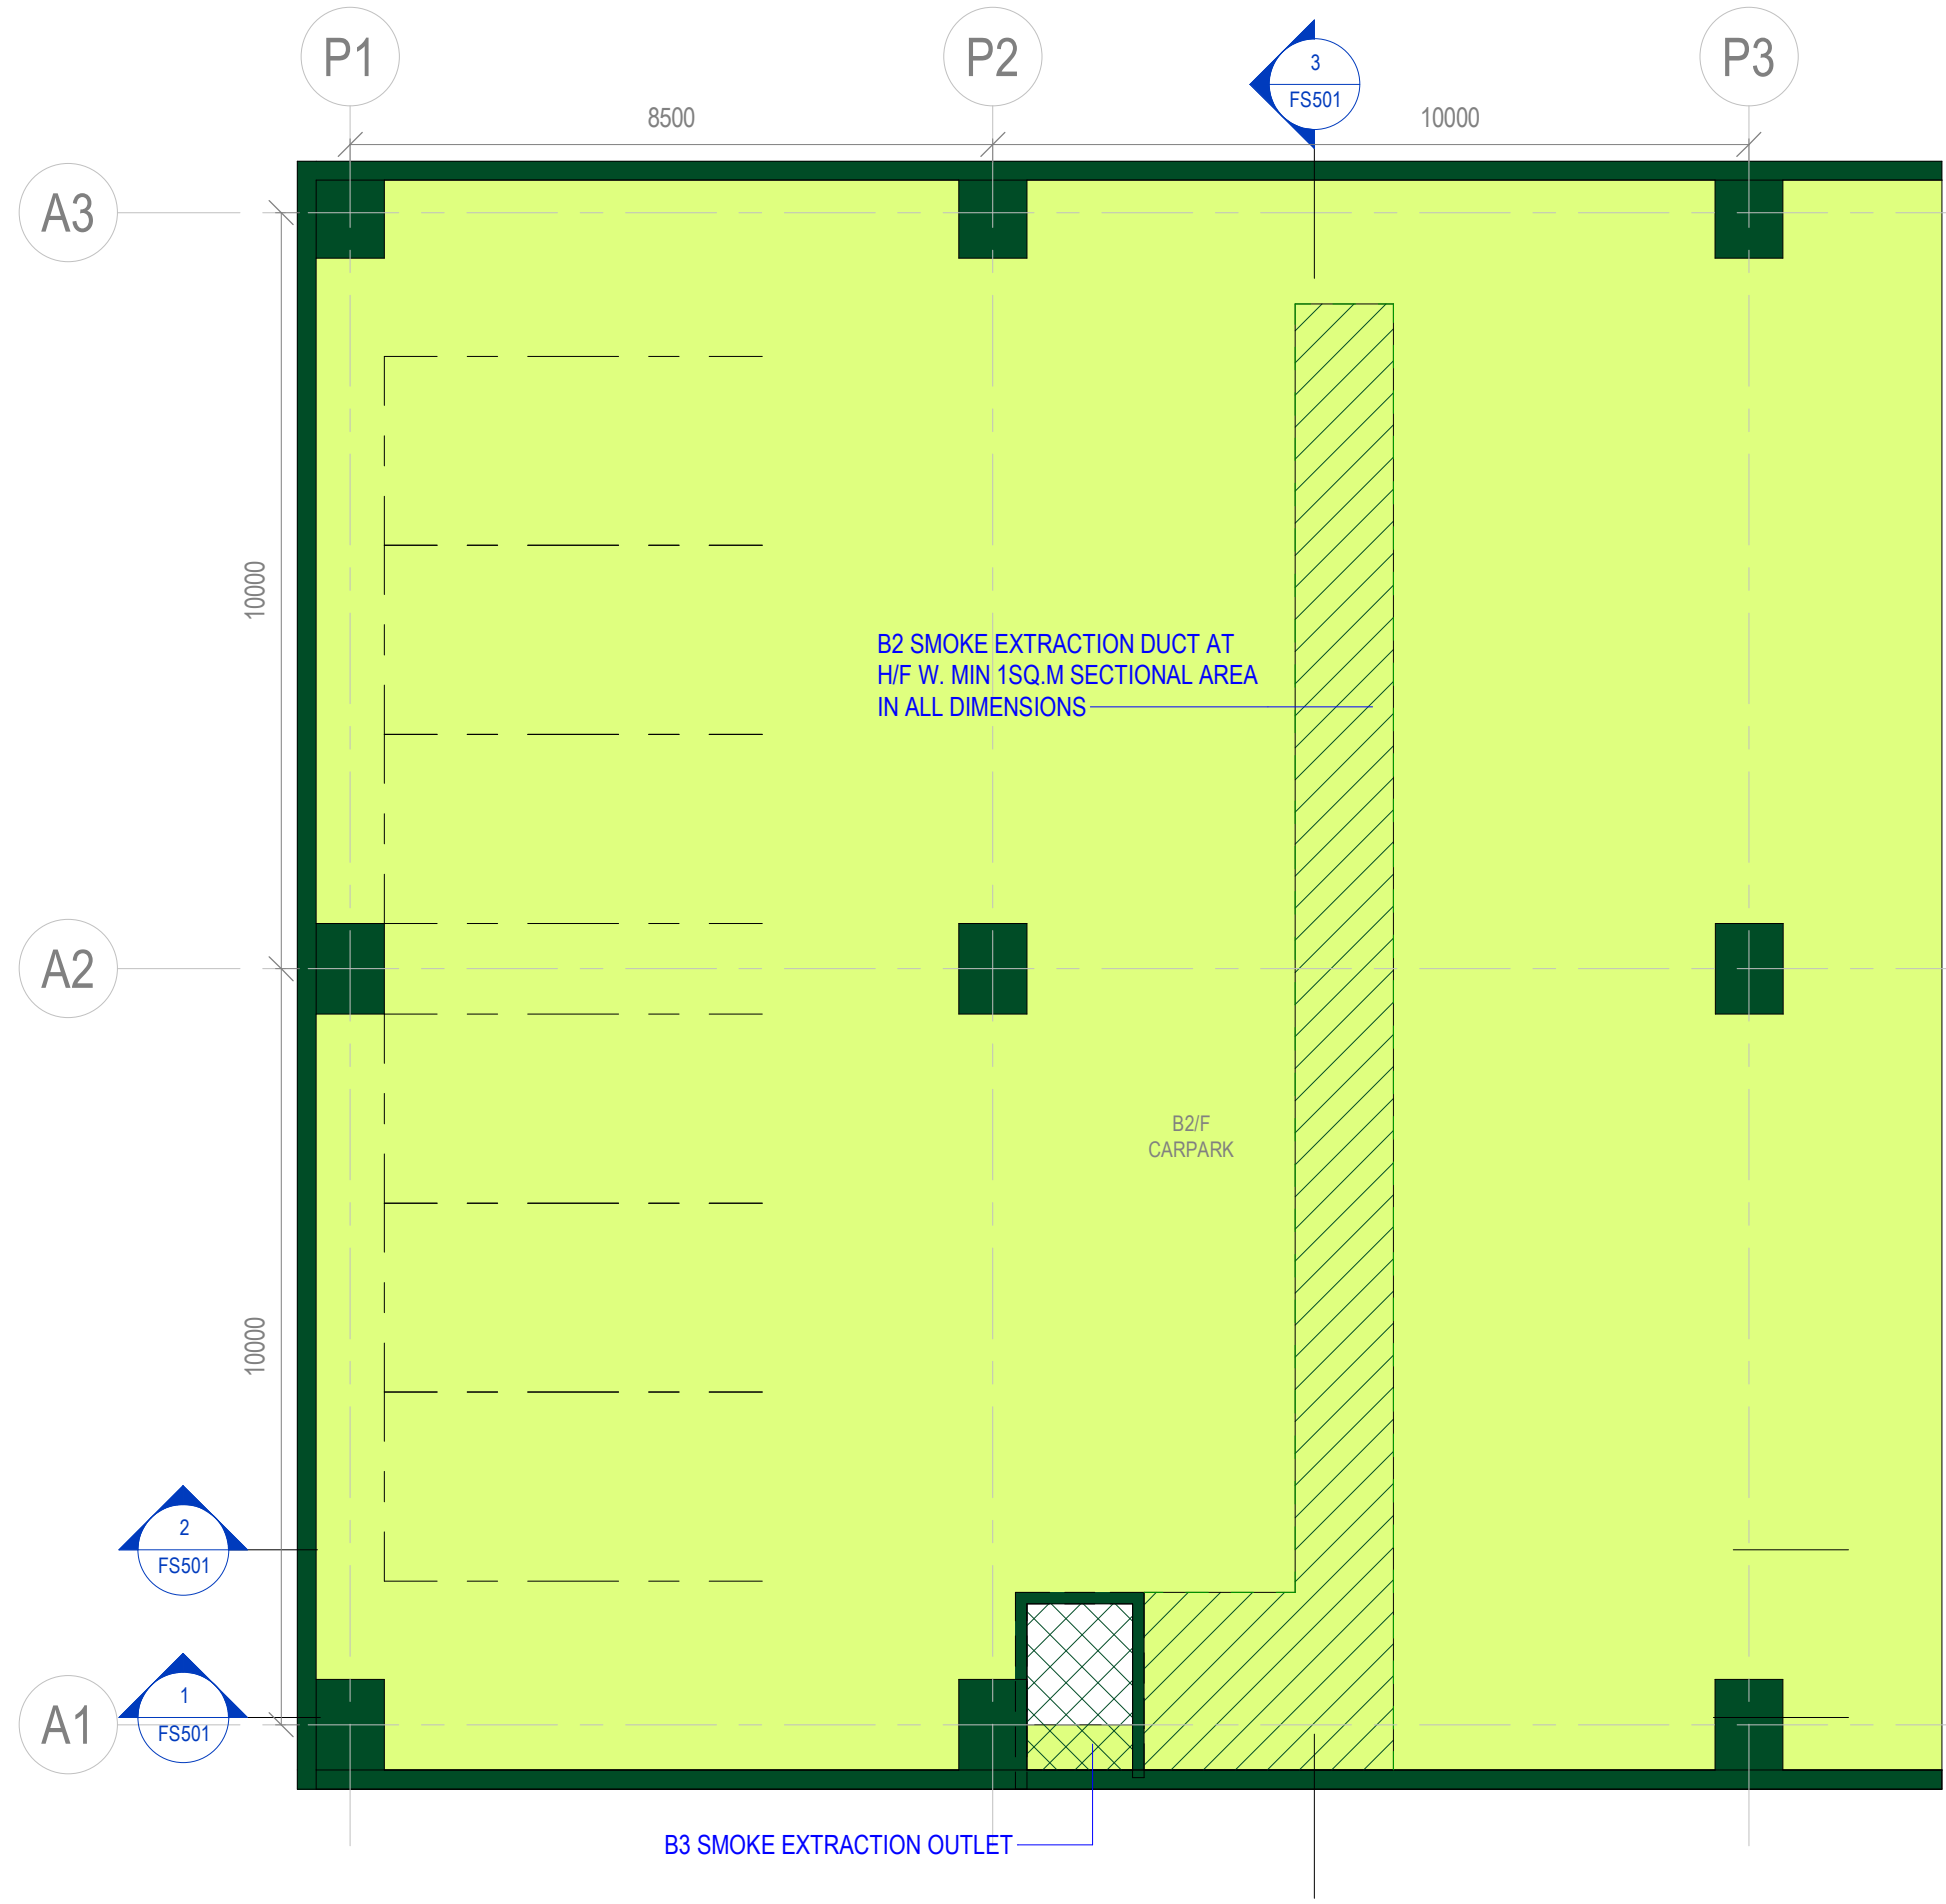 P1
P2
3
FS501
P3
8500
10000
A3
10000
B2 SMOKE EXTRACTION DUCT AT
H/F W. MIN 1SQ.M SECTIONAL AREA
IN ALL DIMENSIONS
A2
B2/F
CARPARK
10000
2
FS501
1
FS501
A1
B3 SMOKE EXTRACTION OUTLET